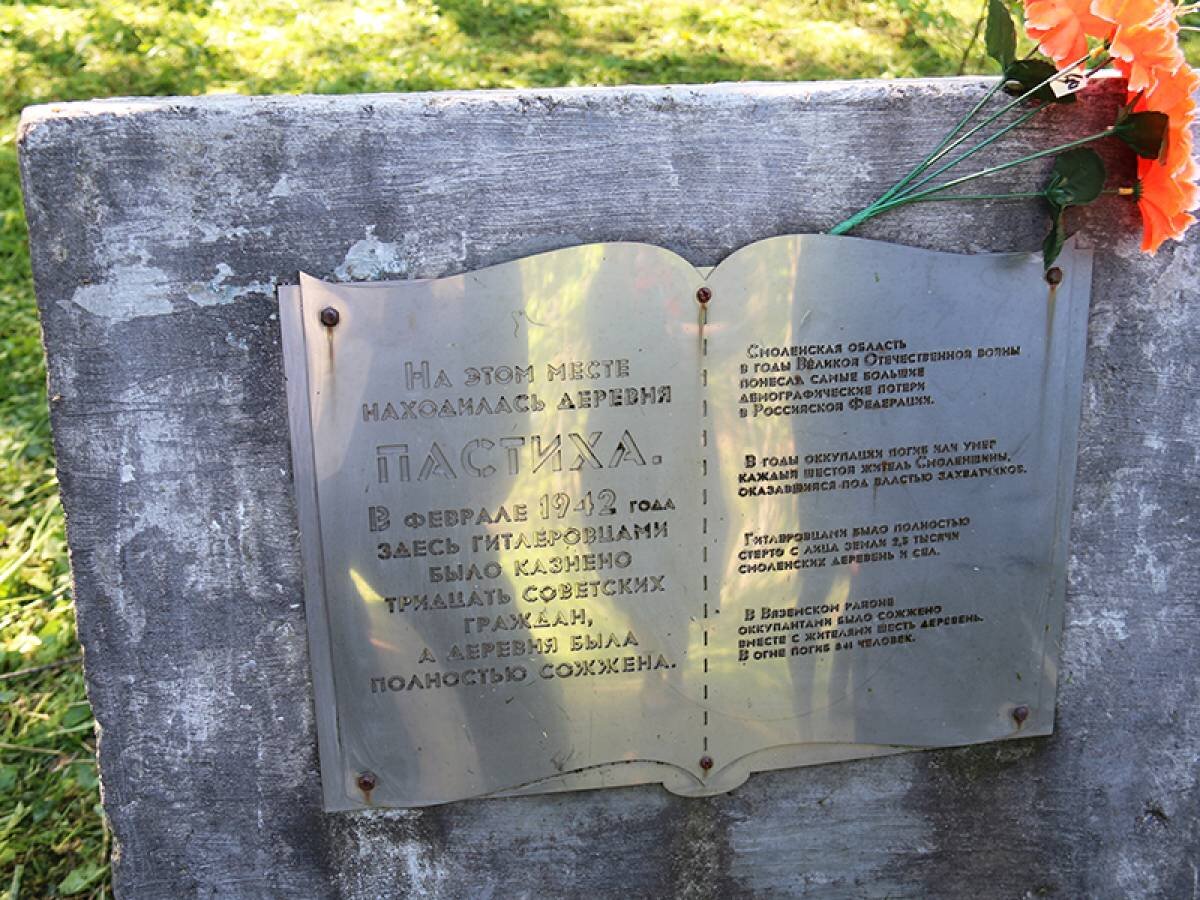 На этом месте
находилась деревня
ПАСТИХА.
В феврале 1942 года
здесь гитлеровцами
было казнено
тридцать советских
граждан,
а деревня была
полностью сожжена.
Смоленская область
в годы Великой Отечественной войны
понесла самые большие
демографические потери
в Российской Федерации.
В годы оккупации погиб или умер
каждый шестой житель Смоленщины,
оказавшийся под властью захватчиков.
Гитлеровцами было полностью
стерто с лица земли 2,5 тысячи
смоленских деревень и сел.
В Вяземском районе
оккупантами было сожжено
вместе с жителями шесть деревень.
В огне погиб 841 человек.